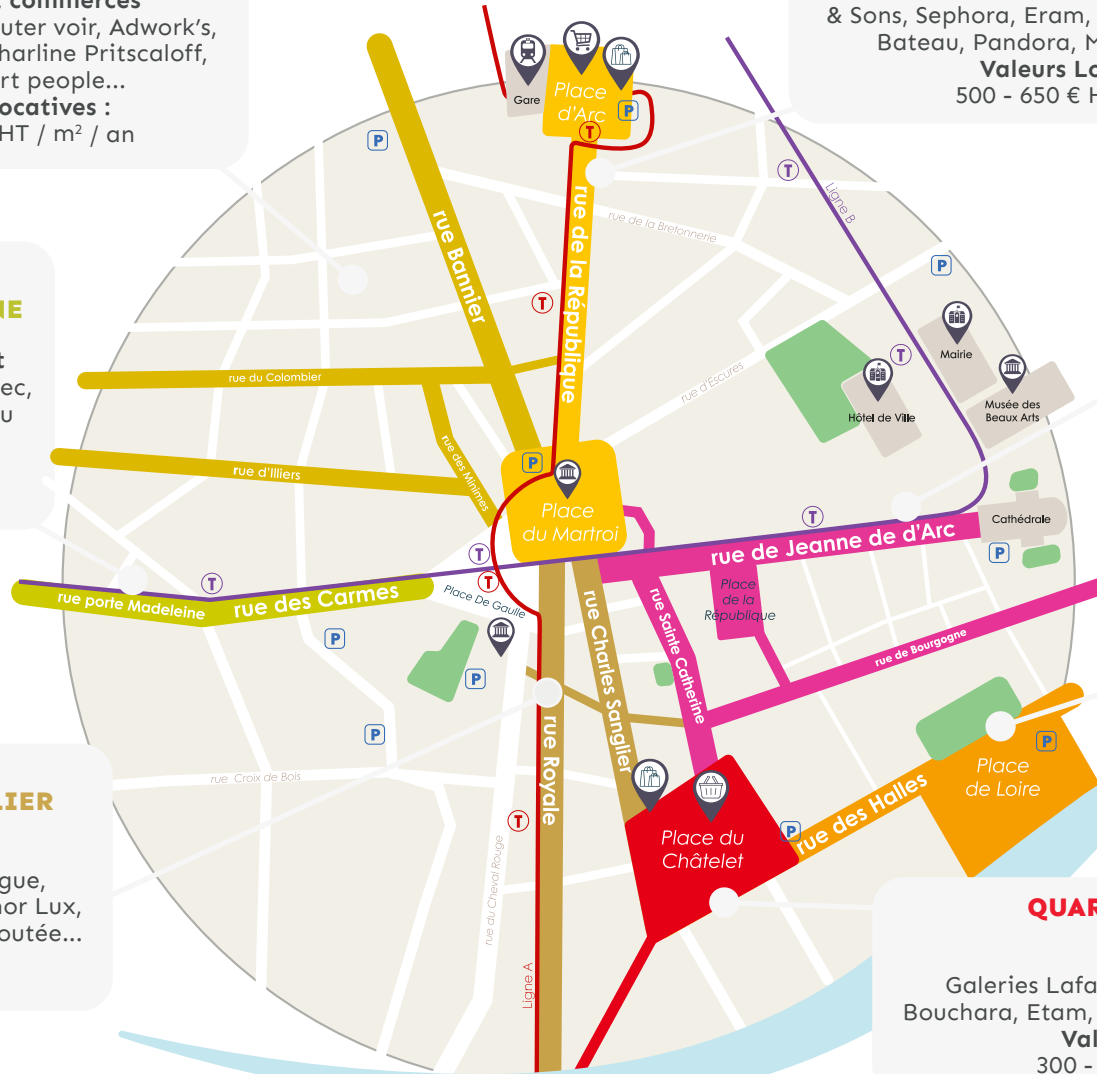 commerces
uter voir, Adwork's,
harline Pritscaloff,
rt people...
ocatives :
HT / m² / an
& Sons, Sephora, Eram,
Bateau, Pandora, M
Valeurs Lo
500 - 650 € H
Gare
Place
d'Arc
P
T
P
T
Ligne B
rue de la Bretonnerie
rue Bannier
rue de la République
T
P
NE
t
ec,
u
Mairie
T
Musée des
Beaux Arts
Hôtel de Ville
rue du Colombier
rue d'Escures
rue des Minimes
rue d'Illiers
P
Place
du Martroi
T
Cathédrale
P
rue de Jeanne de d'Arc
T
T
T
rue porte Madeleine
rue des Carmes
Place De Gaulle
Place
de la
République
rue Charles Sanglier
rue Sainte Catherine
rue de Bourgogne
P
P
P
rue Royale
P
LIER
gue,
nor Lux,
outée...
rue Croix de Bois
T
rue du Cheval Rouge
Ligne A
Place du
Châtelet
P
rue des Halles
Place
de Loire
QUAR
Galeries Lafa
Bouchara, Etam,
Val
300 -